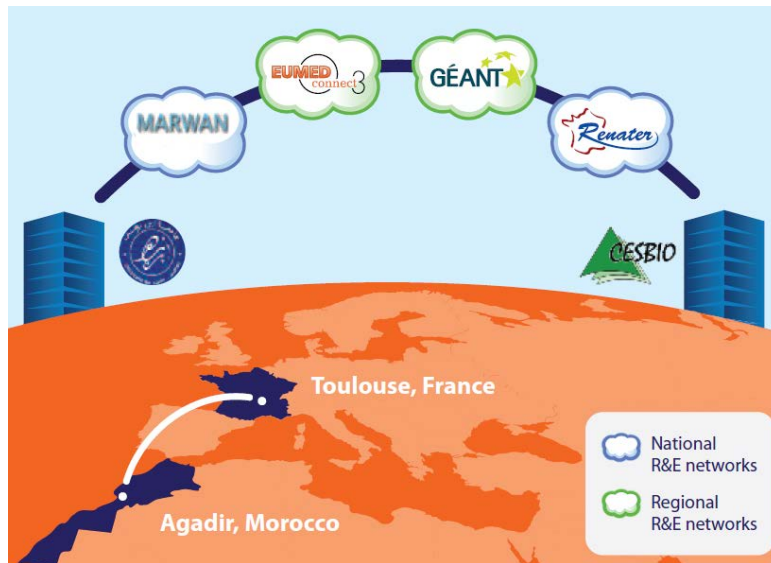 EUMED
connect3
GÉANT
MARWAN
Renater
CESBIO
Toulouse, France
Agadir, Morocco
National
R&E networks
Regional
R&E networks